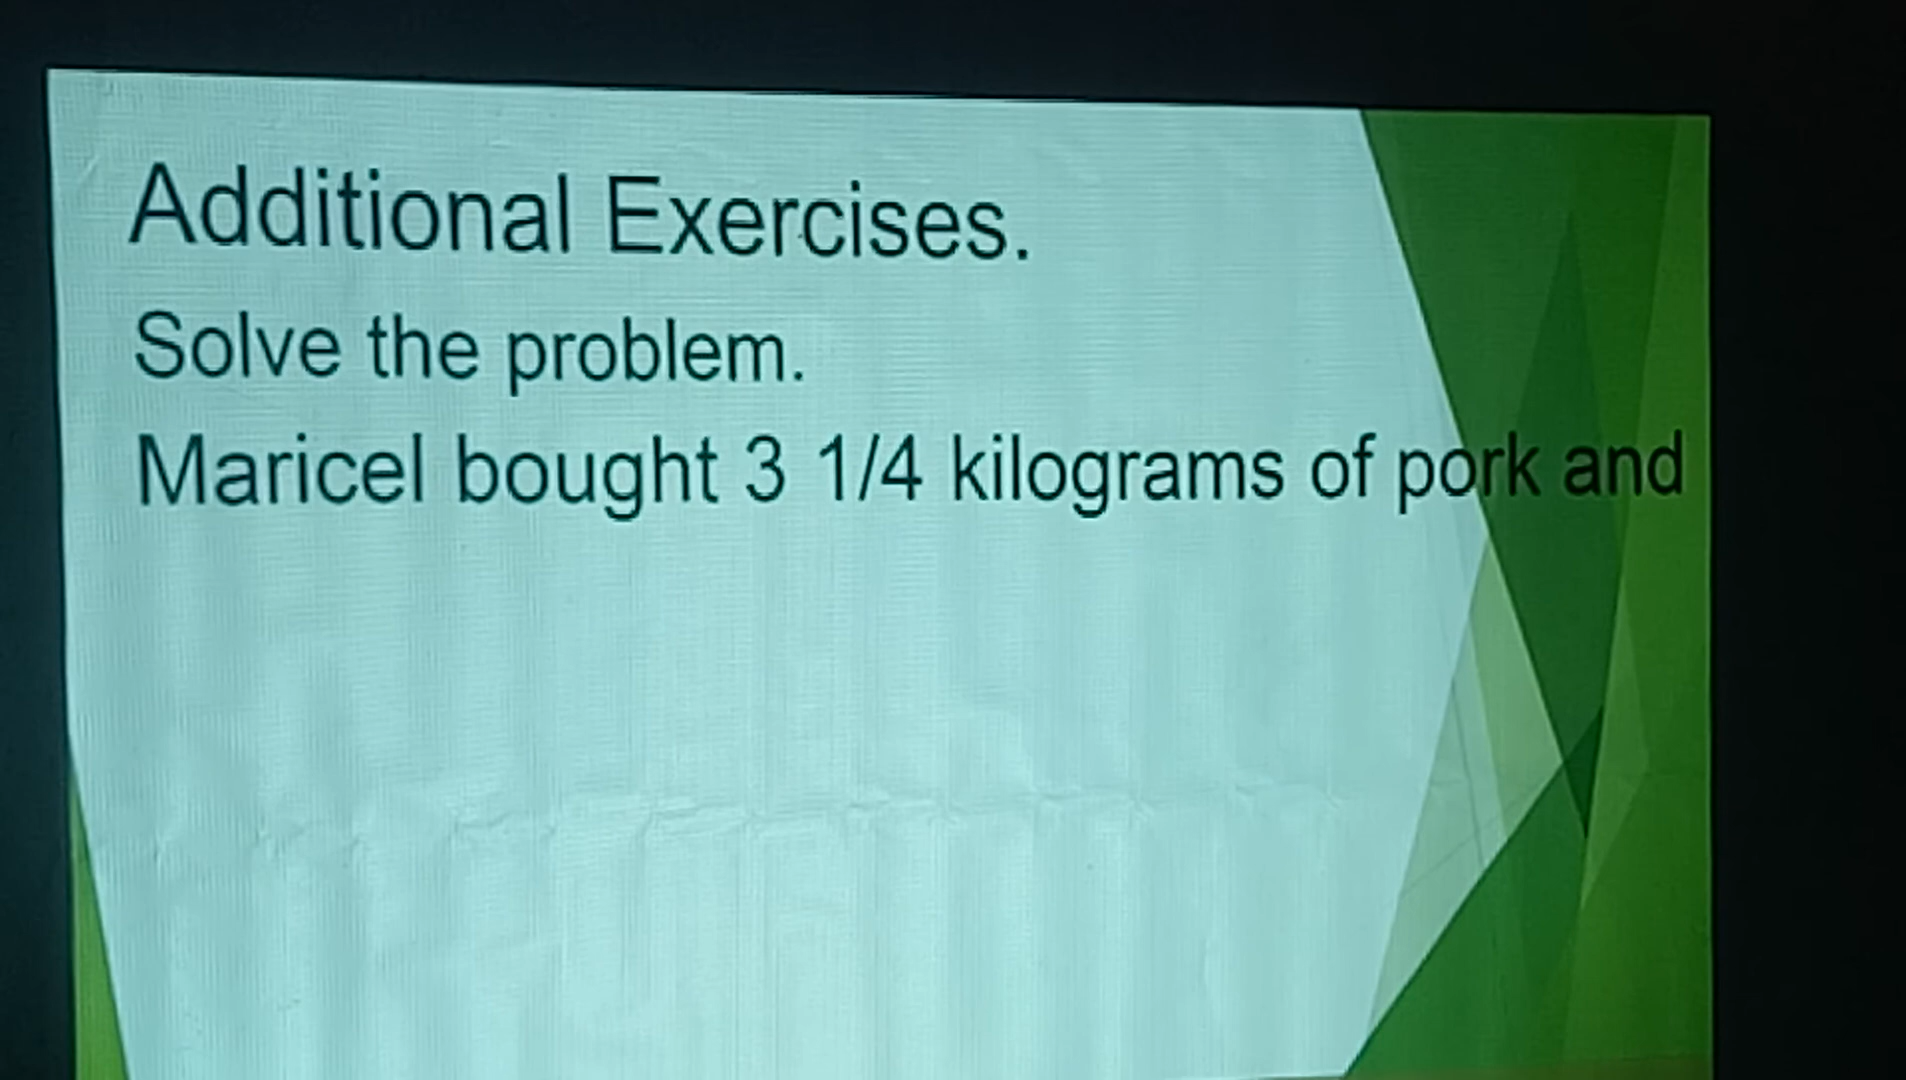 Additional Exercises.
Solve the problem.
Maricel bought 3 1/4 kilograms of pork and